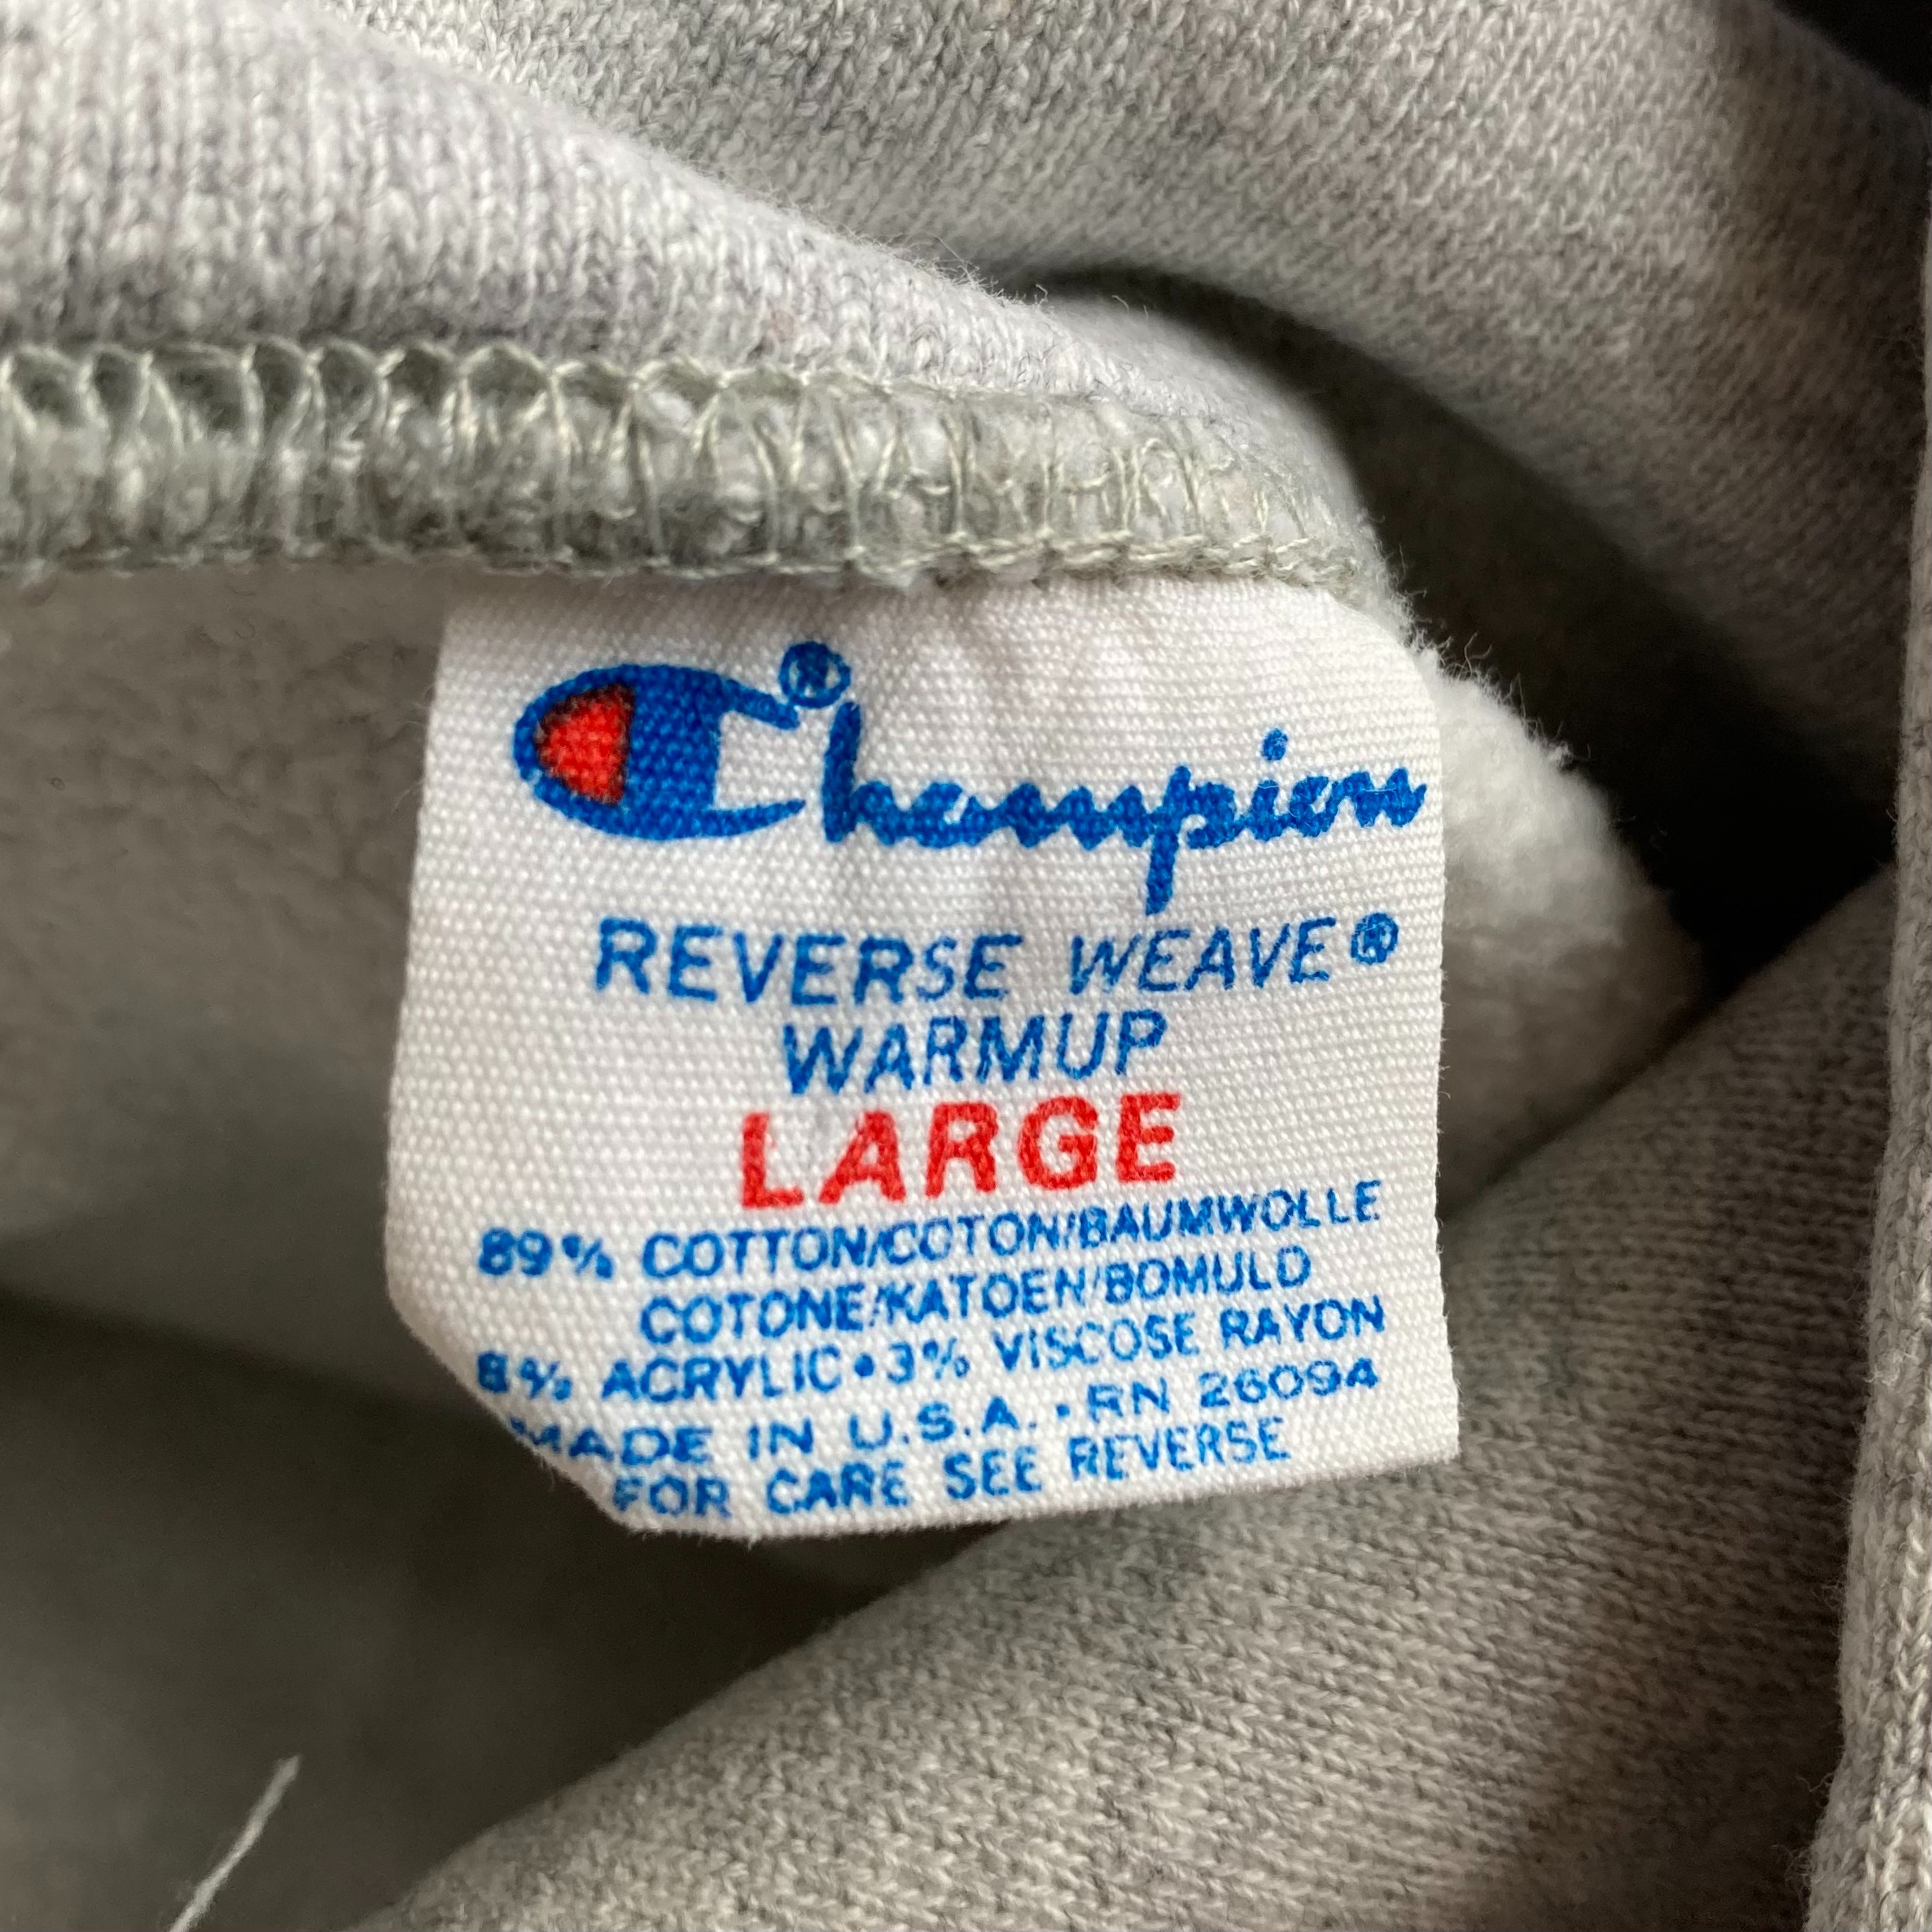 Champion®
REVERSE WEAVE®
WARMUP
LARGE
89% COTTON/COTON/BAUMWOLLE
COTONE/KATOEN/BOMULD
8% ACRYLIC•3% VISCOSE RAYON
MADE IN U.S.A. • RN 26094
FOR CARE SEE REVERSE